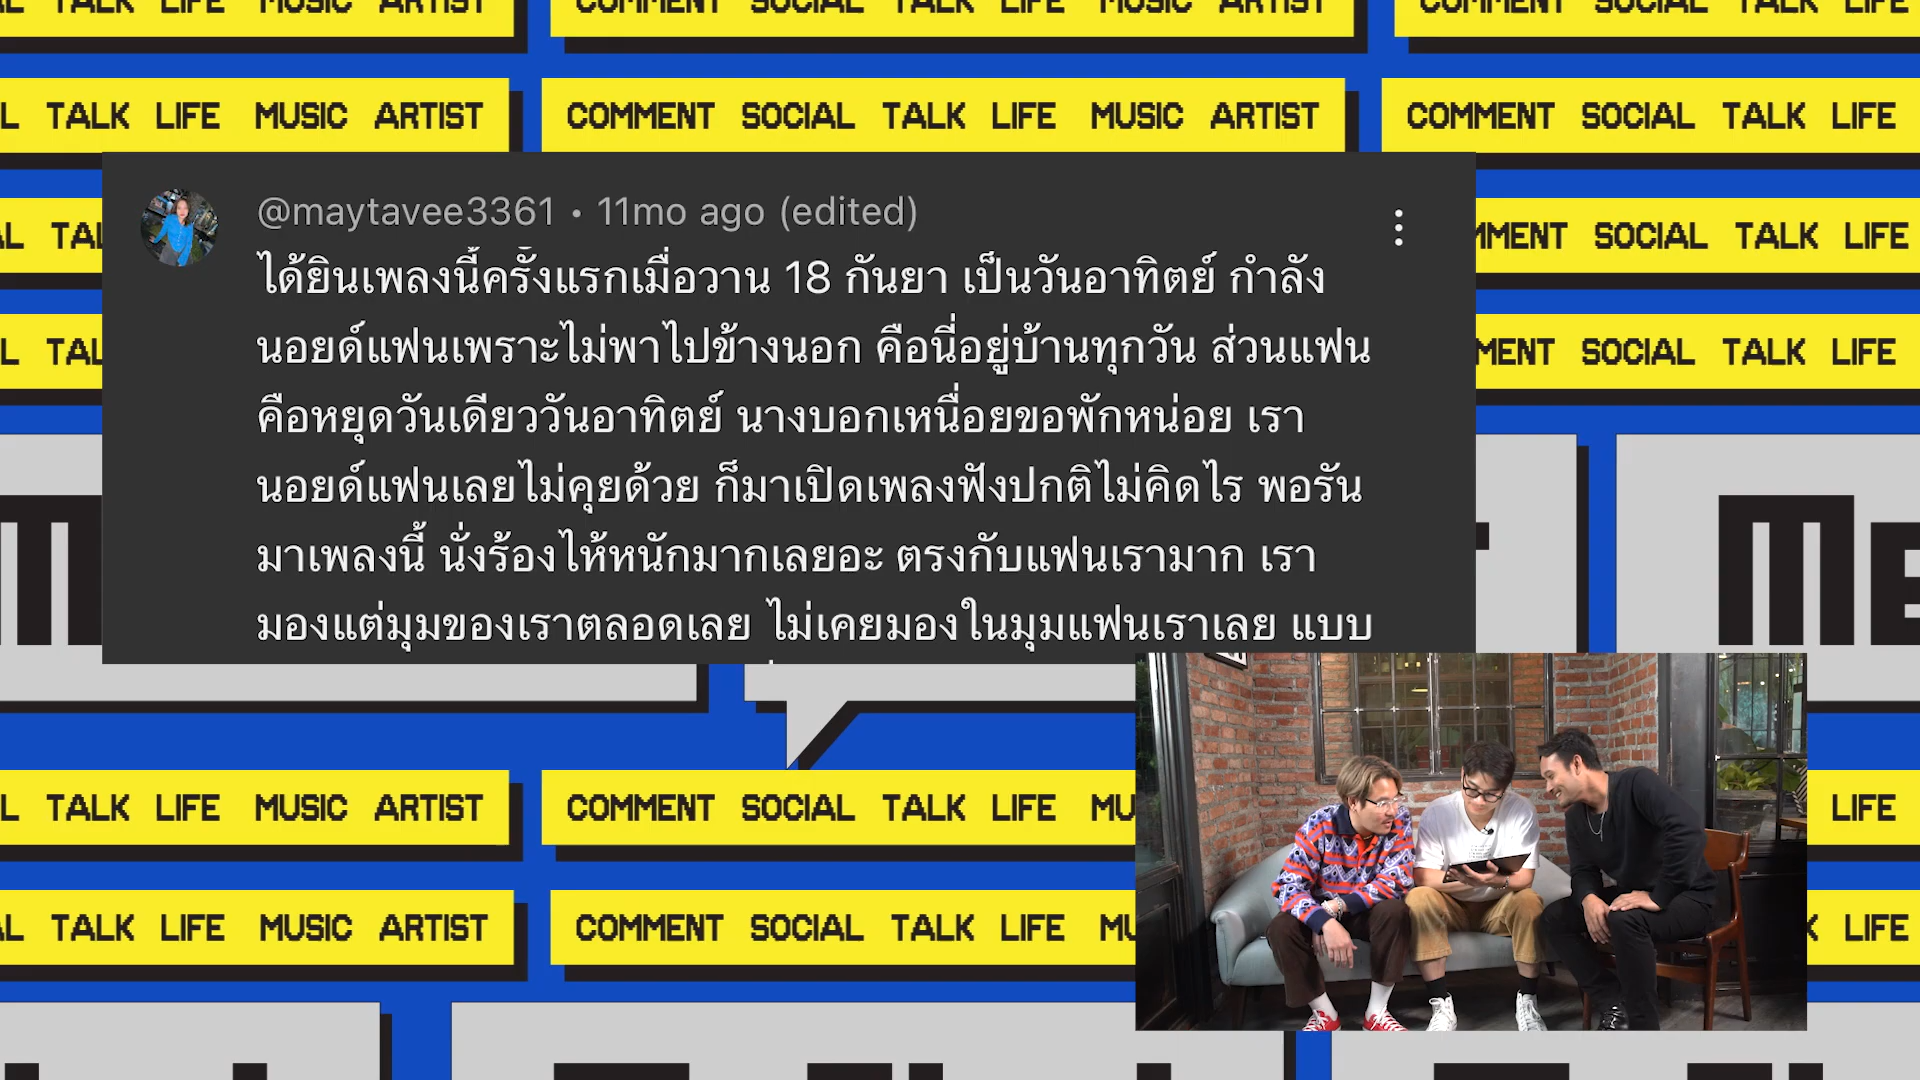 COMMENT SOCIAL TALK LIFE MUSIC ARTIST COMMENT SOCIAL TALK LIFE
TALK LIFE MUSIC ARTIST COMMENT SOCIAL TALK LIFE MUSIC ARTIST COMMENT SOCIAL TALK LIFE
@maytavee3361 • 11mo ago (edited)
ได้ยินเพลงนี้ครั้งแรกเมื่อวาน 18 กันยา เป็นวันอาทิตย์ กำลัง
นอยด์แฟนเพราะไม่พาไปข้างนอก คือนี่อยู่บ้านทุกวัน ส่วนแฟน
คือหยุดวันเดียววันอาทิตย์ นางบอกเหนื่อยขอพักหน่อย เรา
นอยด์แฟนเลยไม่คุยด้วย ก็มาเปิดเพลงฟังปกติไม่คิดไร พอรัน
มาเพลงนี้ นั่งร้องไห้หนักมากเลยอะ ตรงกับแฟนเรามาก เรา
มองแต่มุมของเราตลอดเลย ไม่เคยมองในมุมแฟนเราเลย แบบ
SOCIAL TALK LIFE
SOCIAL TALK LIFE
TALK LIFE MUSIC ARTIST COMMENT SOCIAL TALK LIFE LIFE
TALK LIFE MUSIC ARTIST COMMENT SOCIAL TALK LIFE LIFE